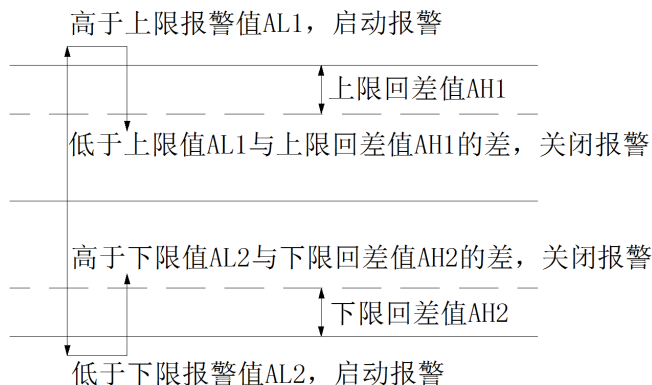 高于上限报警值AL1，启动报警
上限回差值AH1
低于上限值AL1与上限回差值AH1的差，关闭报警
高于下限值AL2与下限回差值AH2的差，关闭报警
下限回差值AH2
低于下限报警值AL2，启动报警